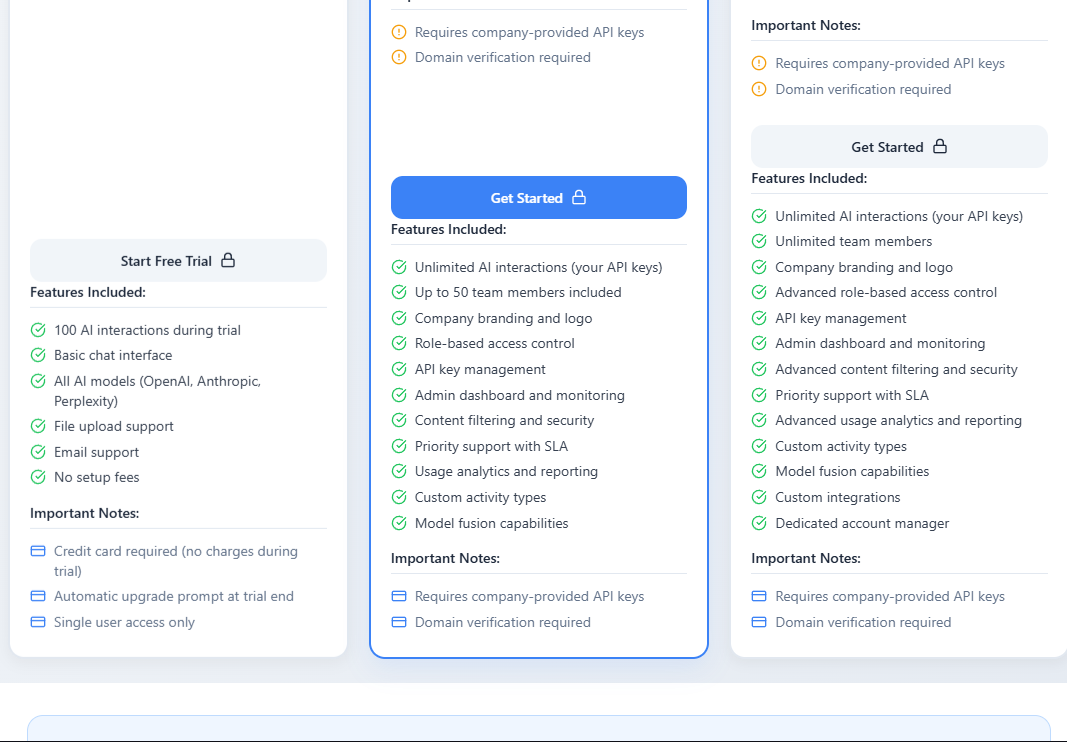 Start Free Trial
Features Included:
100 AI interactions during trial
Basic chat interface
All AI models (OpenAI, Anthropic,
Perplexity)
File upload support
Email support
No setup fees
Important Notes:
Credit card required (no charges during
trial)
Automatic upgrade prompt at trial end
Single user access only
Requires company-provided API keys
Domain verification required
Get Started
Features Included:
Unlimited AI interactions (your API keys)
Up to 50 team members included
Company branding and logo
Role-based access control
API key management
Admin dashboard and monitoring
Content filtering and security
Priority support with SLA
Usage analytics and reporting
Custom activity types
Model fusion capabilities
Important Notes:
Requires company-provided API keys
Domain verification required
Important Notes:
Requires company-provided API keys
Domain verification required
Get Started
Features Included:
Unlimited AI interactions (your API keys)
Unlimited team members
Company branding and logo
Advanced role-based access control
API key management
Admin dashboard and monitoring
Advanced content filtering and security
Priority support with SLA
Advanced usage analytics and reporting
Custom activity types
Model fusion capabilities
Custom integrations
Dedicated account manager
Important Notes:
Requires company-provided API keys
Domain verification required